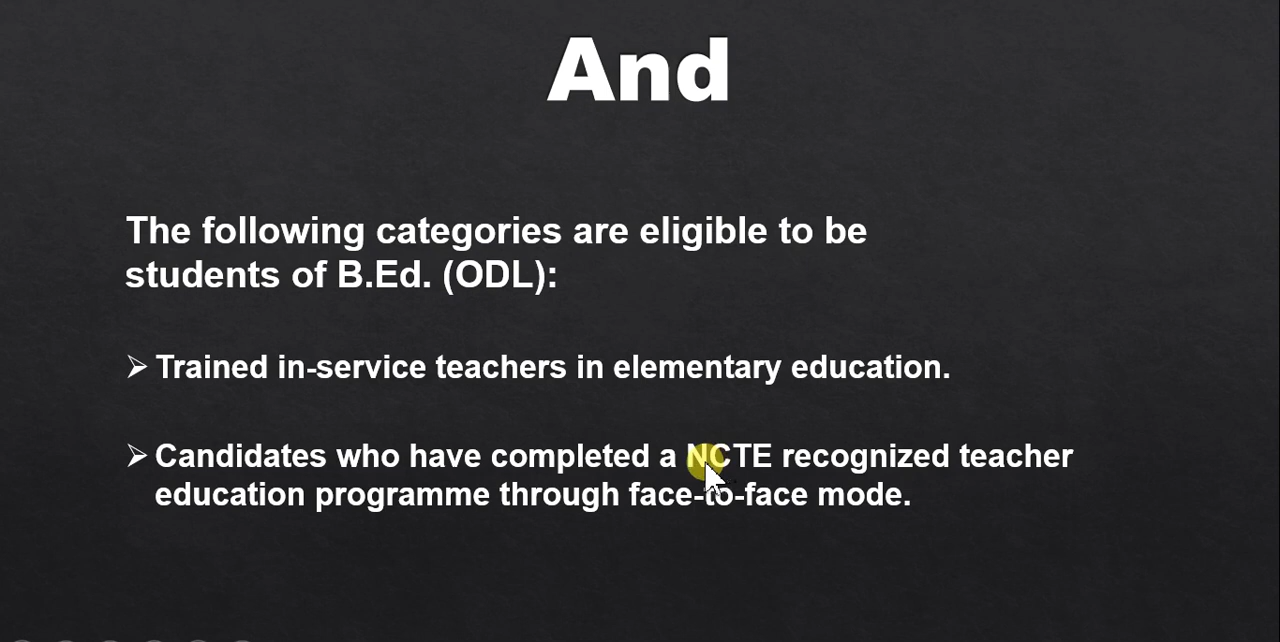 And
The following categories are eligible to be
students of B.Ed. (ODL):
➢ Trained in-service teachers in elementary education.
➢ Candidates who have completed a NCTE recognized teacher
education programme through face-to-face mode.